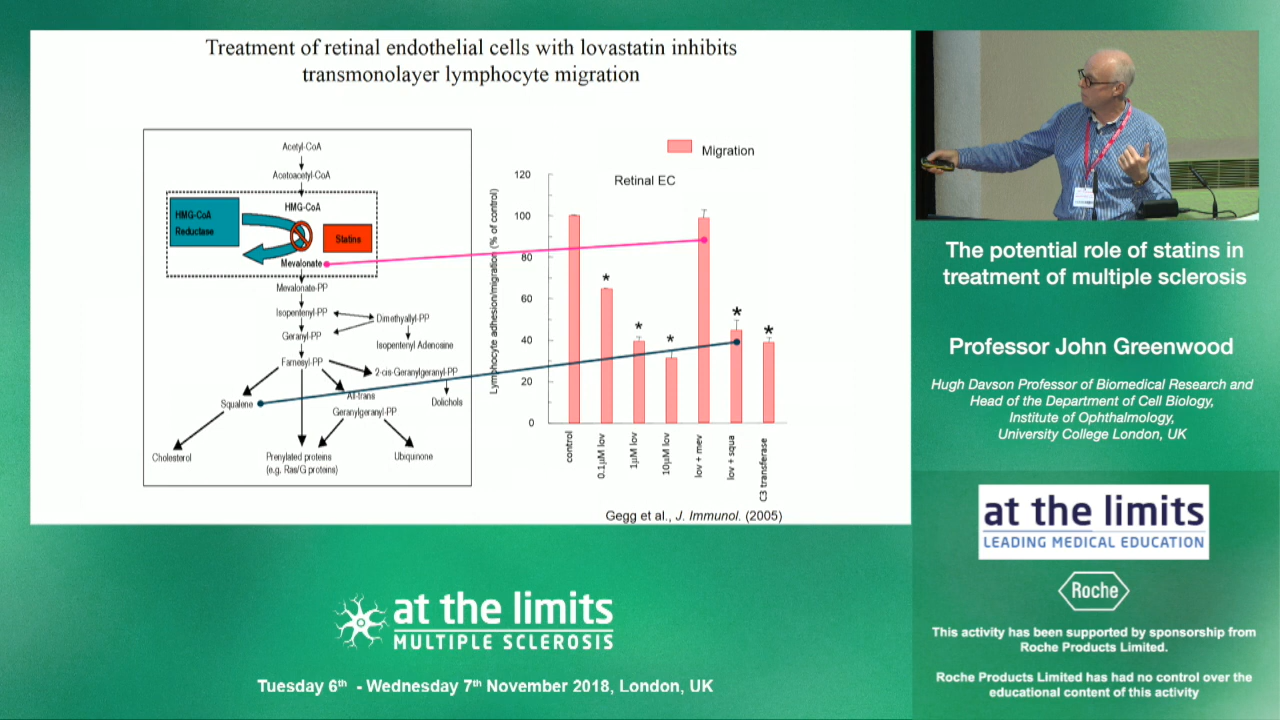 Treatment of retinal endothelial cells with lovastatin inhibits
transmonolayer lymphocyte migration
Acetyl-CoA
Acetoacetyl-CoA
HMG-CoA
HMG-CoA
Reductase
Statins
Mevalonate
Mevalonate-PP
Isopentenyl-PP
Dimethyallyl-PP
Geranyl-PP
Isopentenyl Adenosine
Farnesyl-PP
2-cis-Geranylgeranyl-PP
Squalene
All-trans
Geranylgeranyl-PP
Dolichols
Cholesterol
Prenylated proteins
(e.g. Ras/G proteins)
Ubiquinone
Migration
Retinal EC
Lymphocyte adhesion/migration (% of control)
120
100
80
60
40
20
0
* * * * *
control
0.1µM lov
1µM lov
10µM lov
lov + mev
lov + squa
C3 transferase
Gegg et al., J. Immunol. (2005)
The potential role of statins in
treatment of multiple sclerosis
Professor John Greenwood
Hugh Davson Professor of Biomedical Research and
Head of the Department of Cell Biology,
Institute of Ophthalmology,
University College London, UK
at the limits
LEADING MEDICAL EDUCATION
Roche
This activity has been supported by sponsorship from
Roche Products Limited.
Roche Products Limited has had no control over the
educational content of this activity
at the limits
MULTIPLE SCLEROSIS
Tuesday 6th - Wednesday 7th November 2018, London, UK